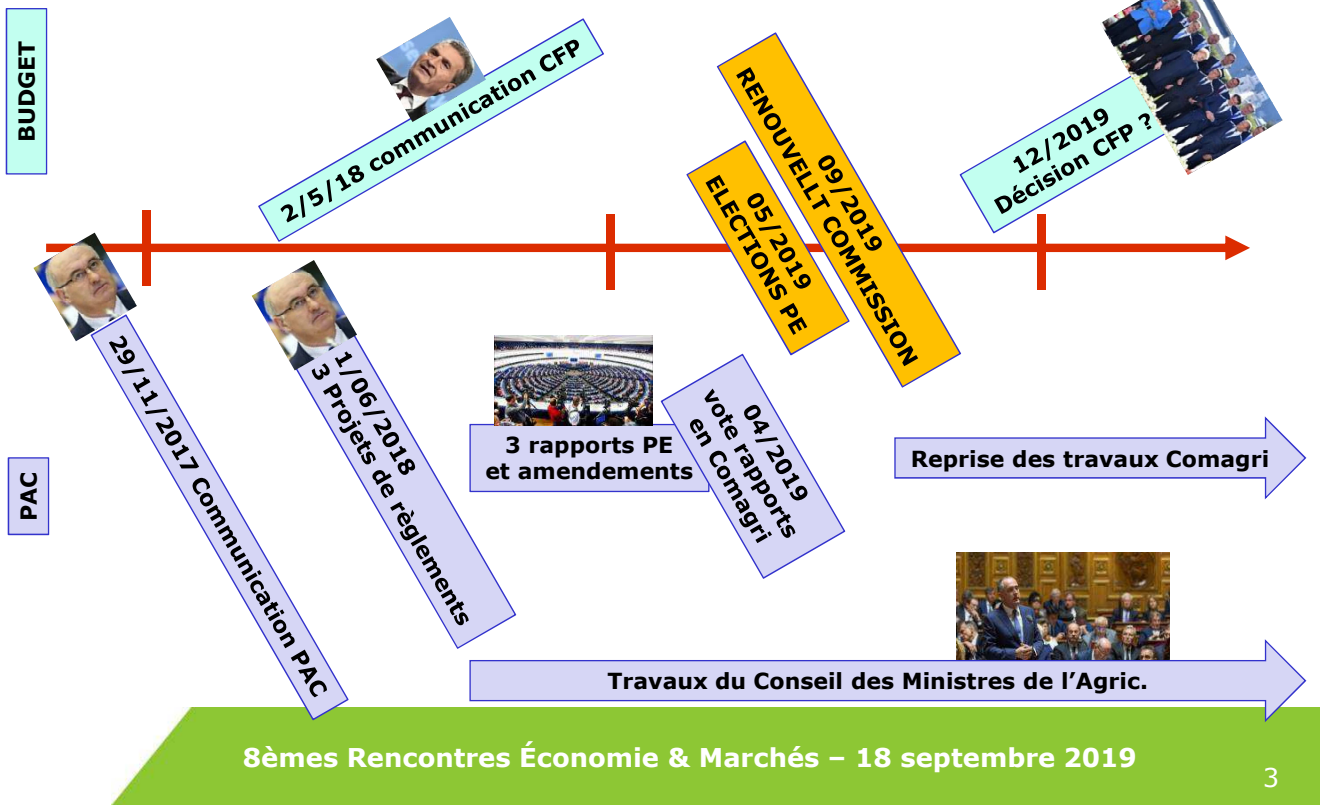 BUDGET
2/5/18 communication CFP
05/2019
ELECTIONS PE
09/2019
RENOUVELLT COMMISSION
12/2019
Décision CFP ?
PAC
29/11/2017 Communication PAC
1/06/2018
3 Projets de règlements
3 rapports PE
et amendements
04/2019
vote rapports
en Comagri
Reprise des travaux Comagri
Travaux du Conseil des Ministres de l’Agric.
8èmes Rencontres Économie & Marchés – 18 septembre 2019
3